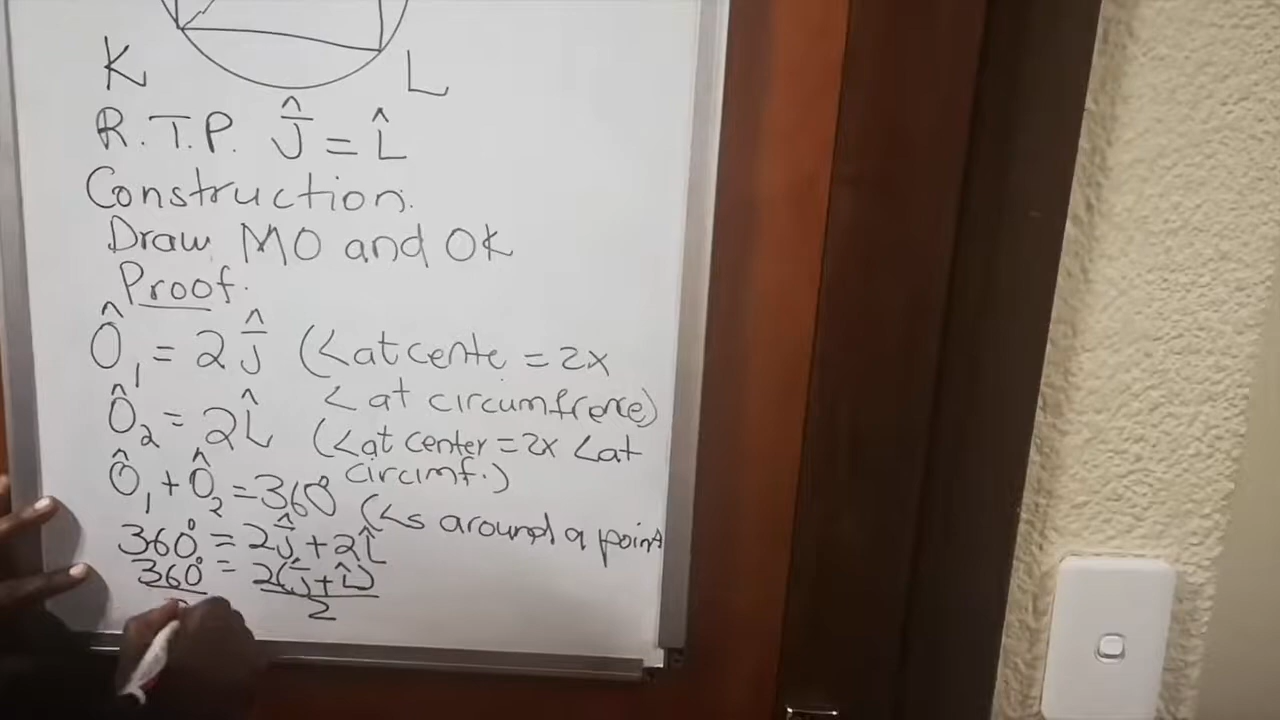 K L
R.T.P. Ĵ = L̂
Construction.
Draw MO and OK
Proof.
Ô₁ = 2Ĵ (<at cente = 2x
< at circumfrence)
Ô₂ = 2L̂ (<at center = 2x <at
circimf.)
Ô₁ + Ô₂ = 360° (<s around a point
360° = 2Ĵ + 2L̂
360° = 2(Ĵ + L̂)
2